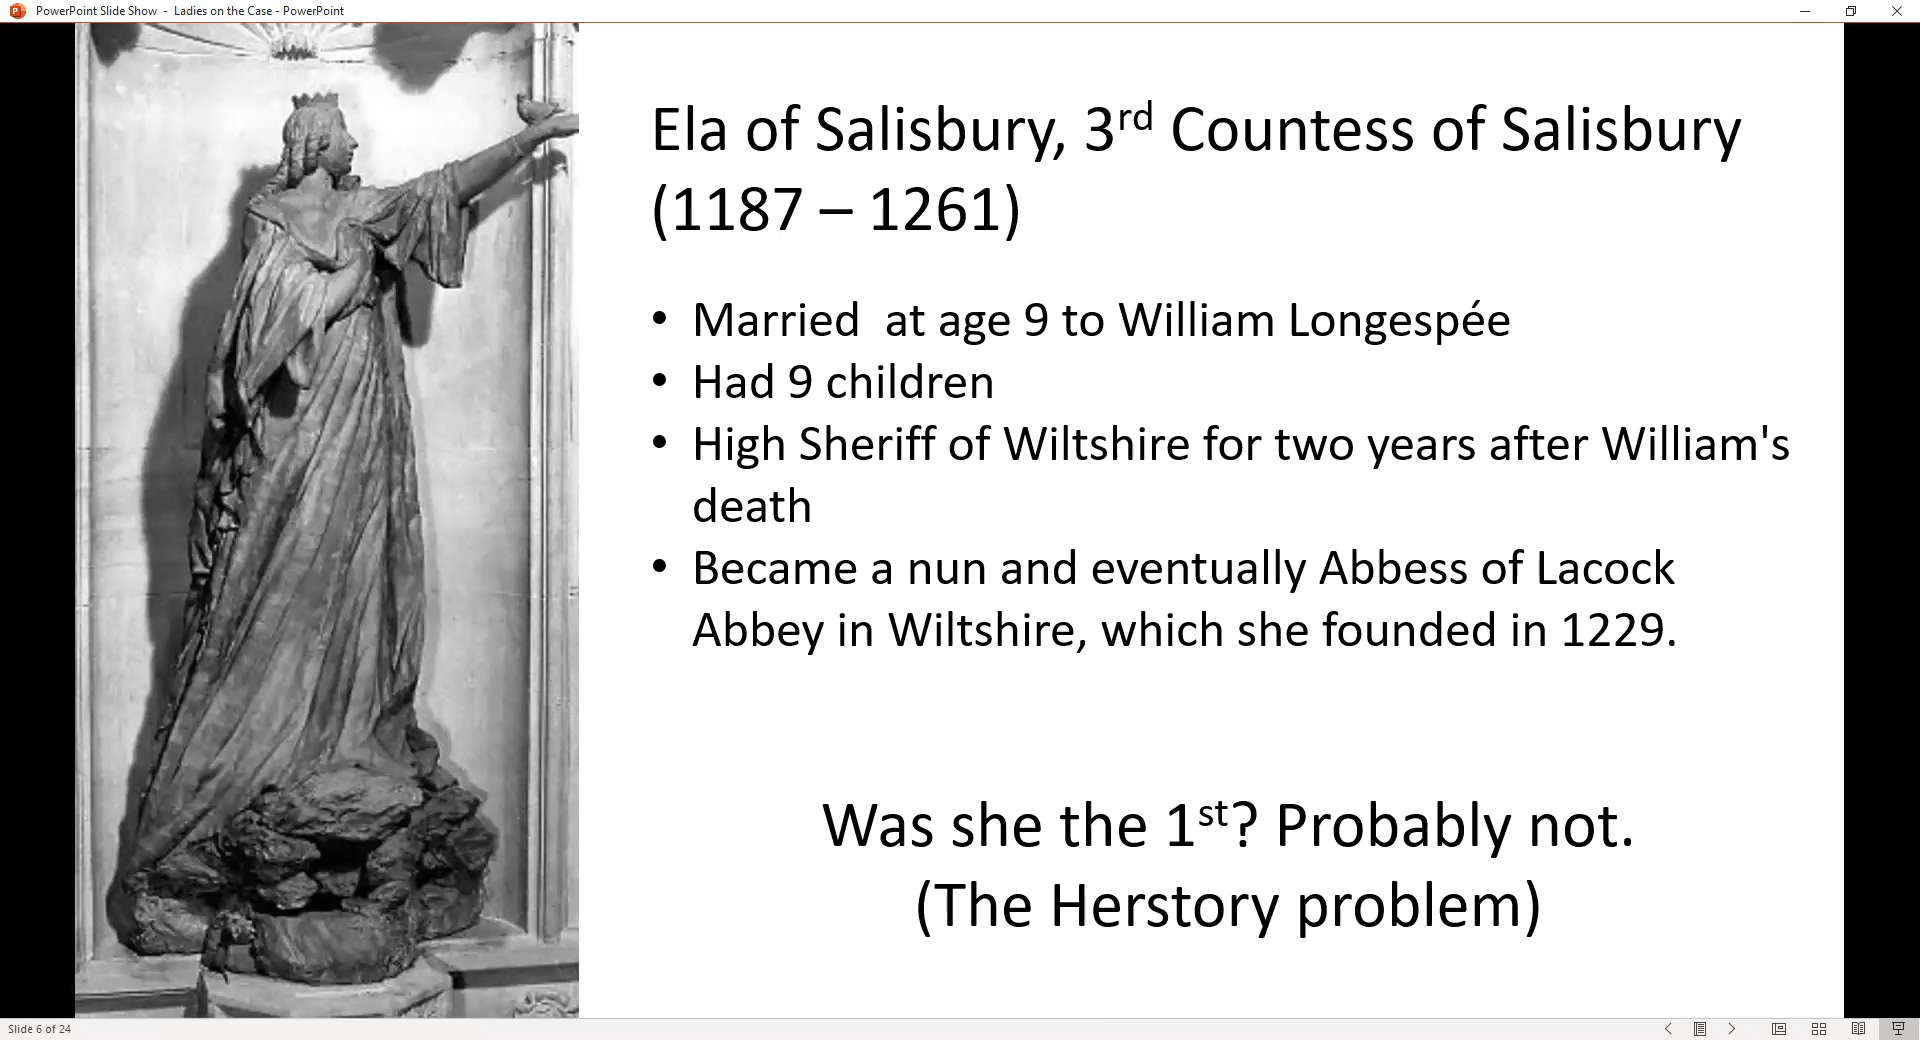 PowerPoint Slide Show - Ladies on the Case - PowerPoint
Ela of Salisbury, 3rd Countess of Salisbury
(1187 – 1261)
• Married  at age 9 to William Longespée
• Had 9 children
• High Sheriff of Wiltshire for two years after William's
death
• Became a nun and eventually Abbess of Lacock
Abbey in Wiltshire, which she founded in 1229.
Was she the 1st? Probably not.
(The Herstory problem)
Slide 6 of 24